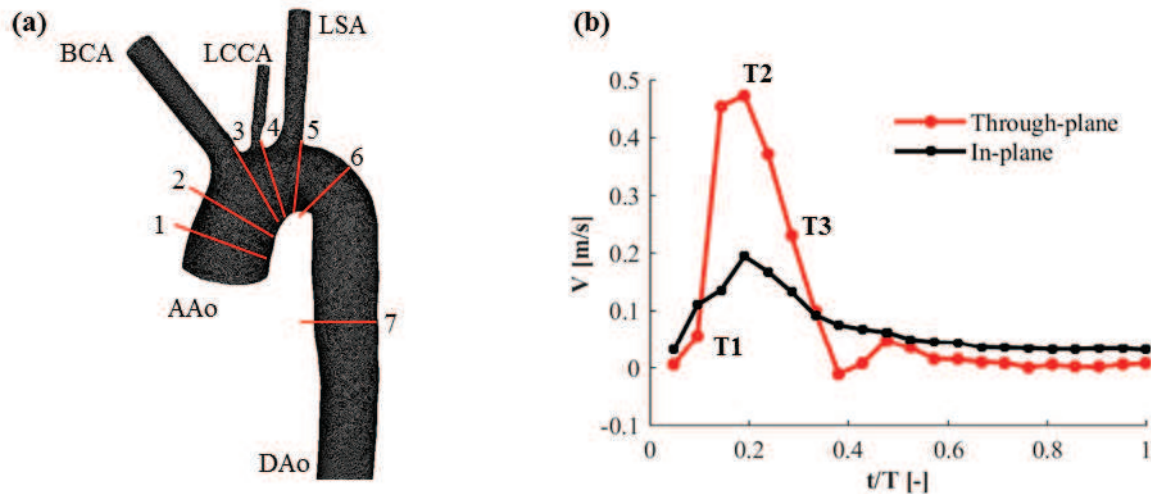 (a)
BCA
LCCA
LSA
3
4
5
6
2
1
AAo
7
DAo
(b)
T2
0.5
0.4
0.3
0.2
0.1
0
-0.1
V [m/s]
Through-plane
In-plane
T3
T1
0
0.2
0.4
0.6
0.8
1
t/T [-]